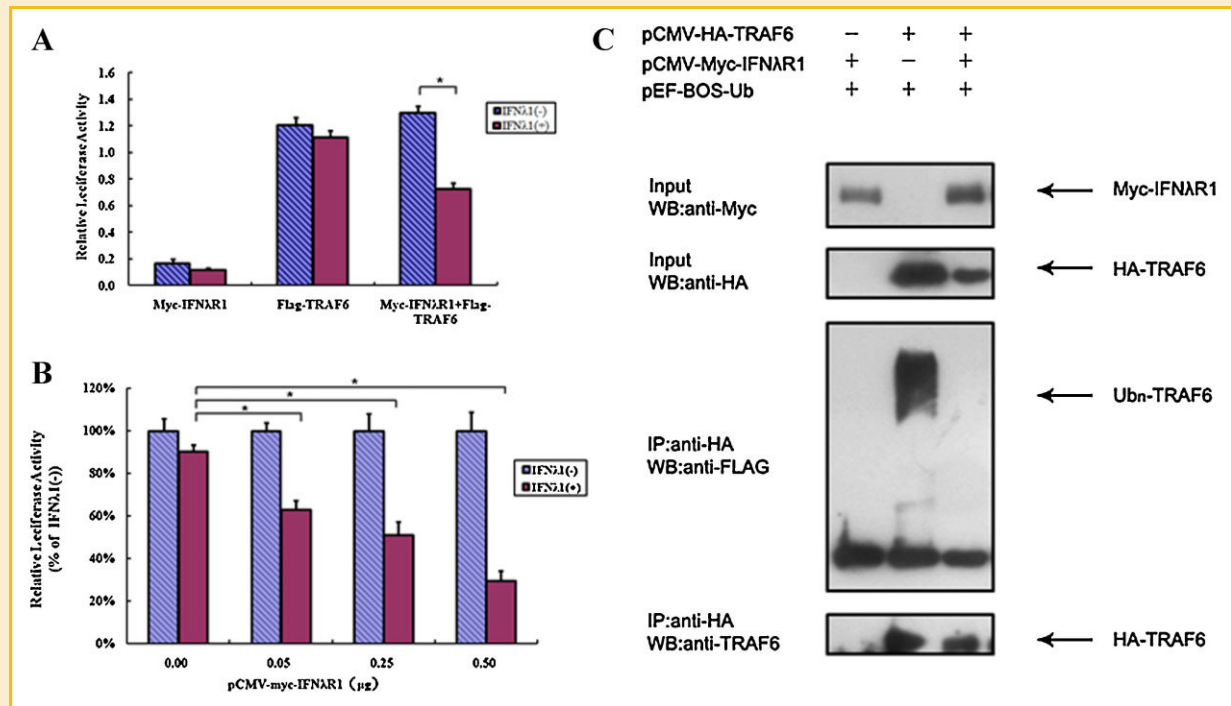 A
Relative Luciferase Activity
1.6
1.4
1.2
1.0
0.8
0.6
0.4
0.2
0.0
*
IFNλ1(-)
IFNλ1(+)
Myc-IFNλR1
Flag-TRAF6
Myc-IFNλR1+Flag-
TRAF6
B
Relative Luciferase Activity
(% of IFNλ1(-))
120%
100%
80%
60%
40%
20%
0%
*
*
*
IFNλ1(-)
IFNλ1(+)
0.00
0.05
0.25
0.50
pCMV-myc-IFNλR1 (μg)
C
pCMV-HA-TRAF6 - + +
pCMV-Myc-IFNλR1 + - +
pEF-BOS-Ub + + +
Input
WB:anti-Myc
Myc-IFNλR1
Input
WB:anti-HA
HA-TRAF6
IP:anti-HA
WB:anti-FLAG
Ubn-TRAF6
IP:anti-HA
WB:anti-TRAF6
HA-TRAF6